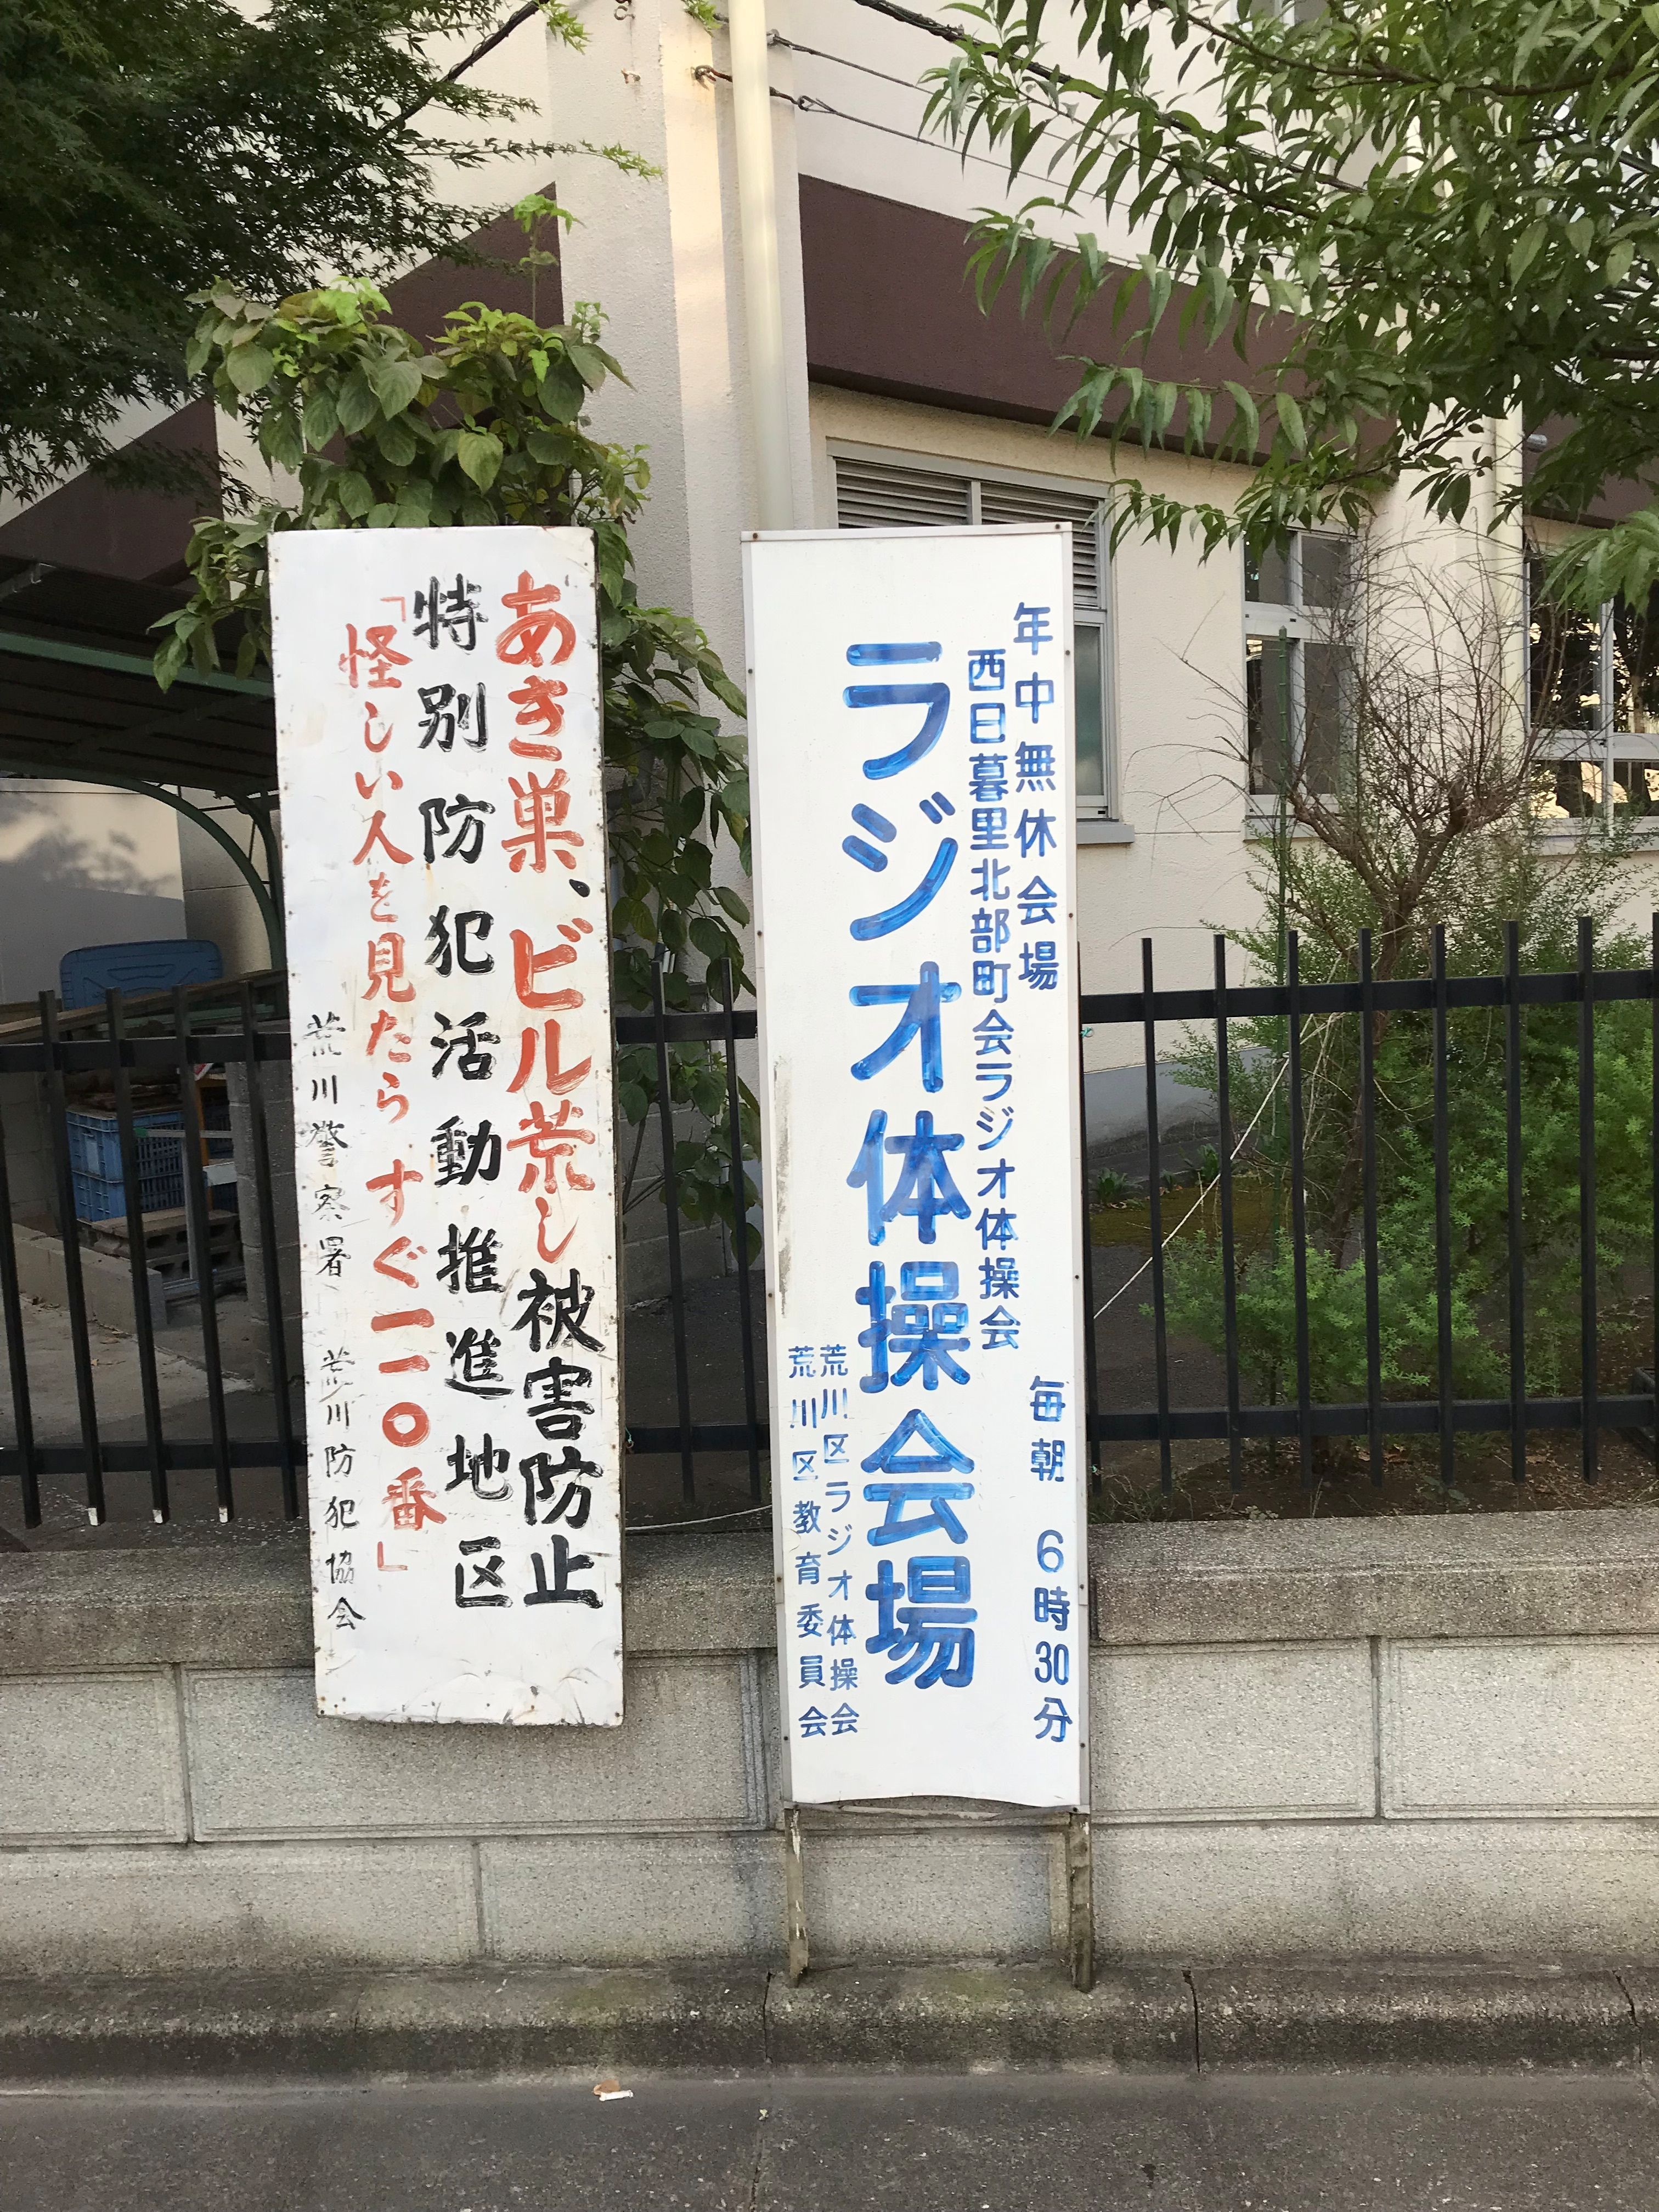 あき巣、ビル荒し被害防止
特別防犯活動推進地区
「怪しい人を見たらすぐ一一〇番」
荒川警察署 荒川防犯協会
年中無休会場 毎朝 6時30分
西日暮里北部町会ラジオ体操会
ラジオ体操会場
荒川区ラジオ体操会
荒川区教育委員会